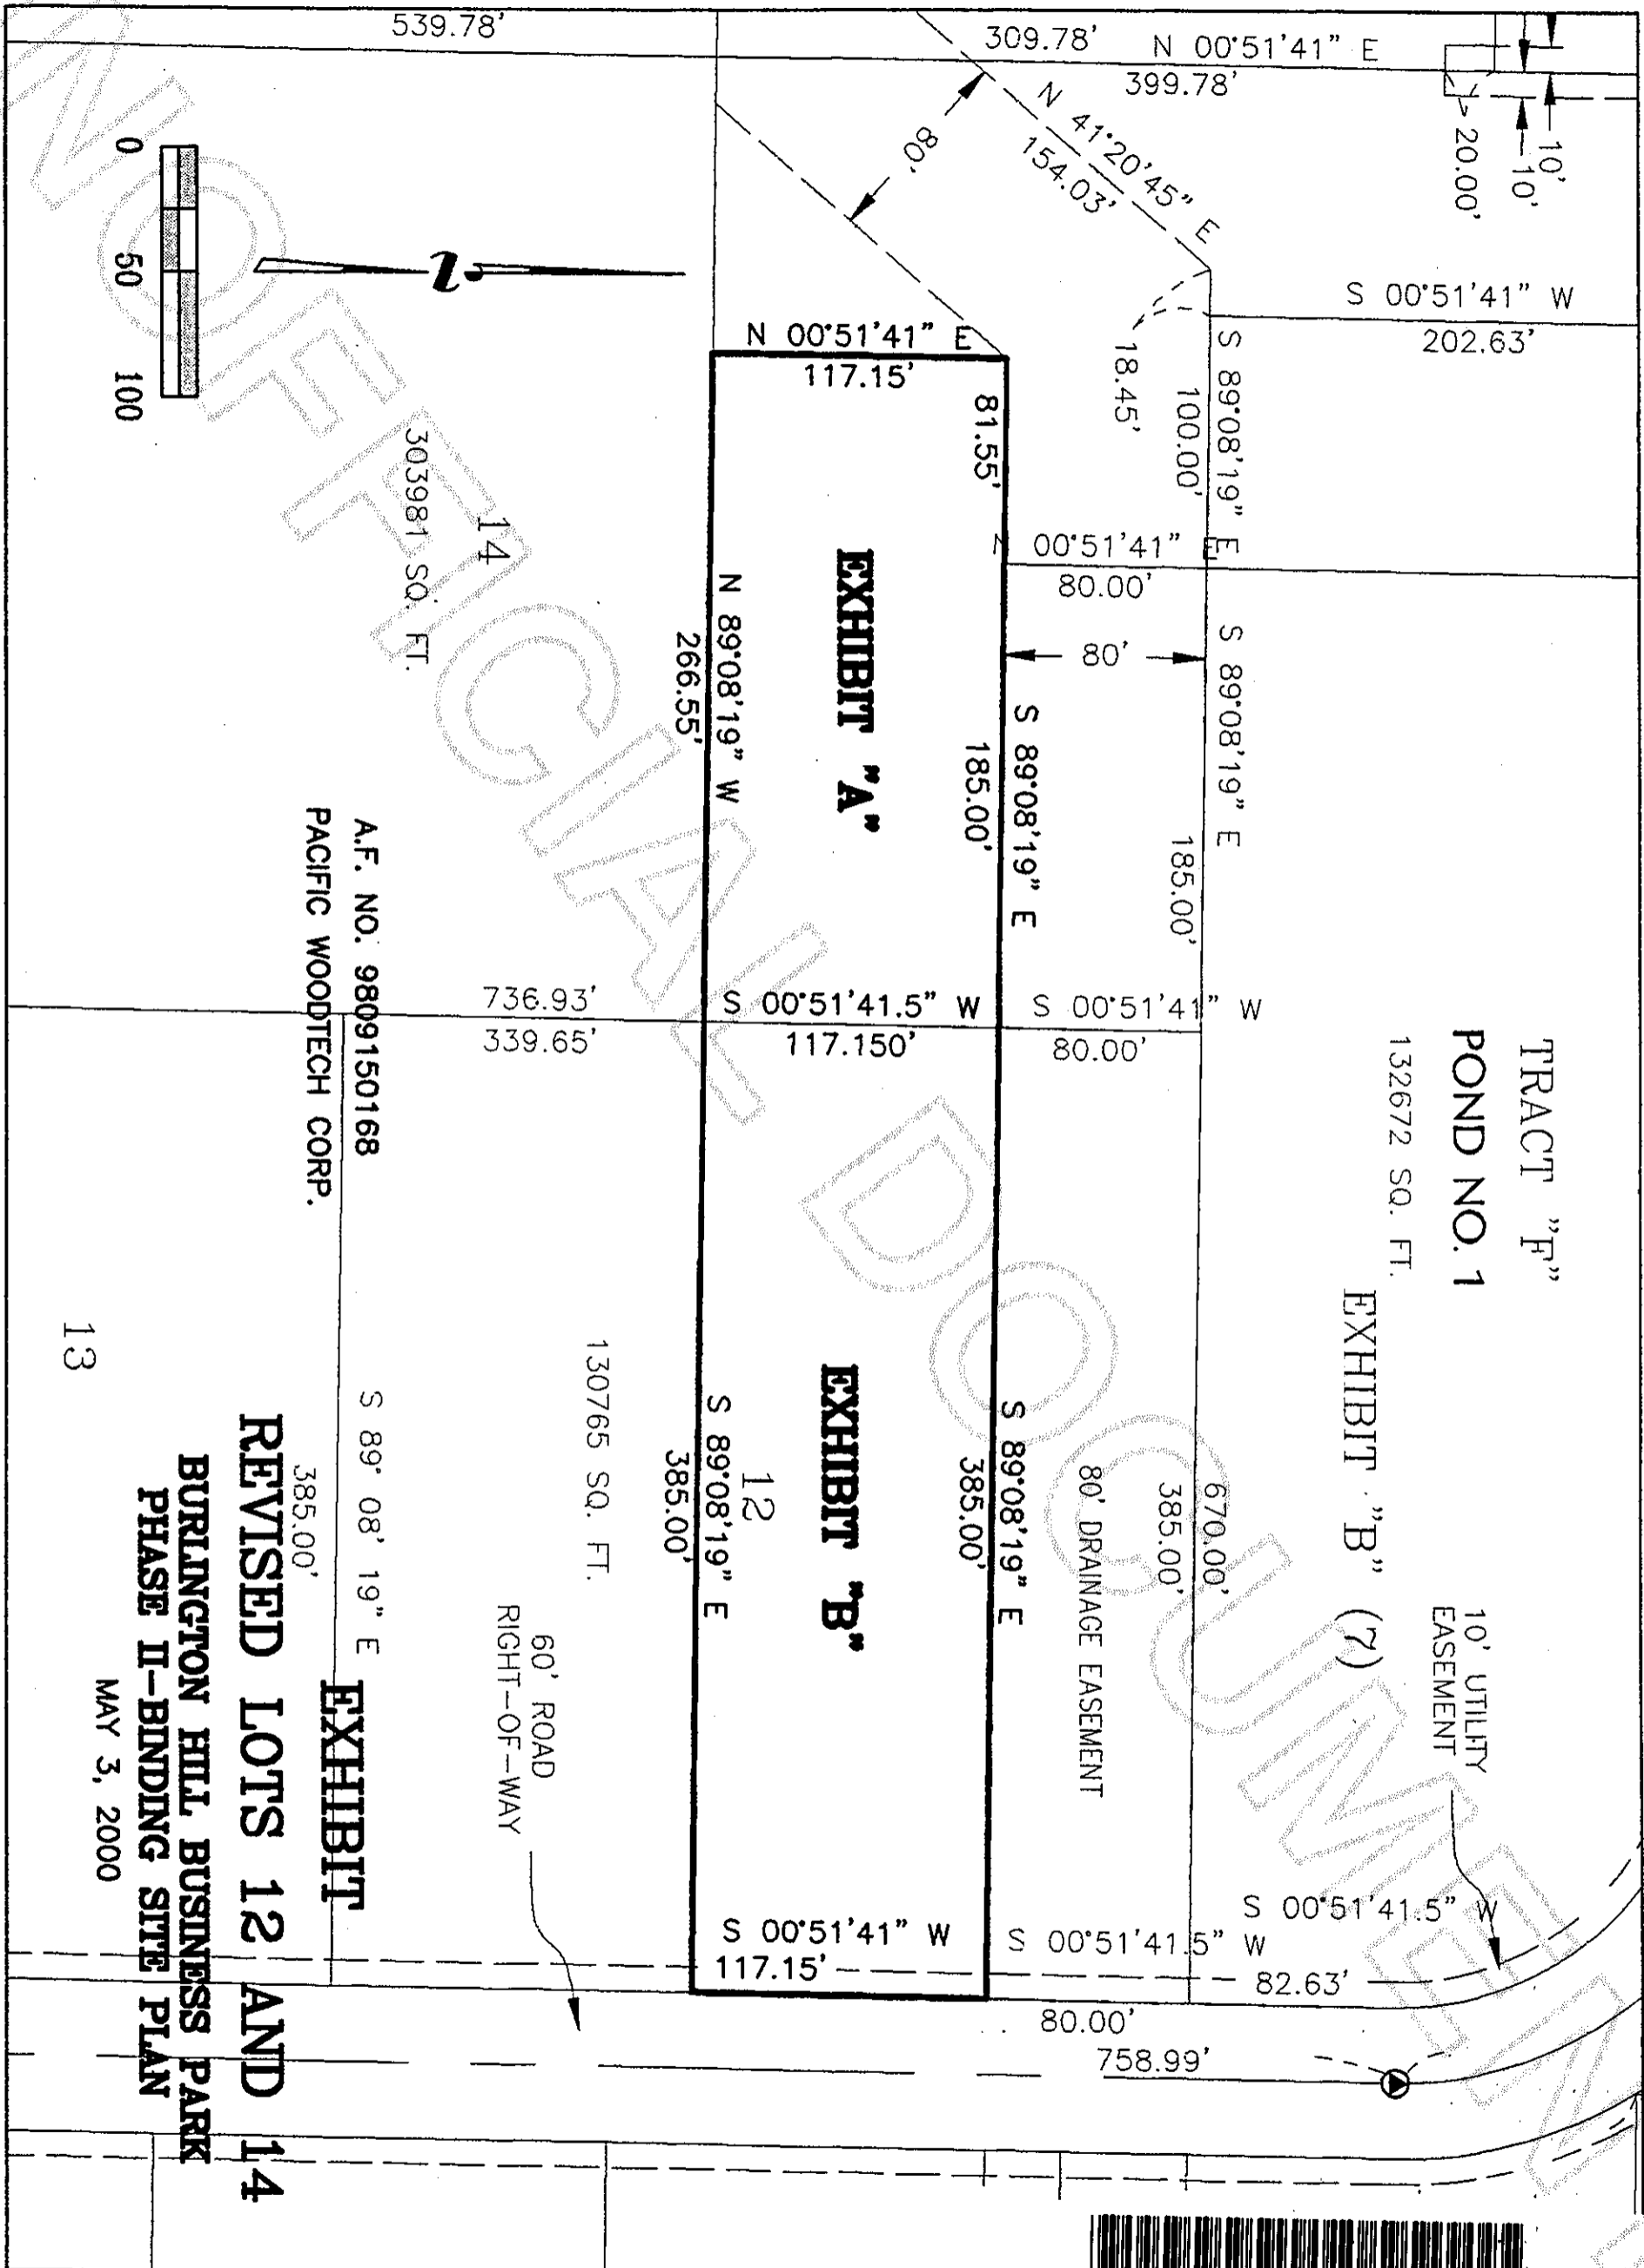 TRACT "F"
POND NO. 1
132672 SQ. FT.
EXHIBIT "B" (7)
10' UTILITY
EASEMENT
10'
10'
20.00'
S 00°51'41" W
202.63'
N 00°51'41" E
309.78'
399.78'
539.78'
N 41°20'45" E
154.03'
80'
18.45'
S 89°08'19" E
100.00'
S 89°08'19" E
185.00'
670.00'
385.00'
80' DRAINAGE EASEMENT
N 00°51'41" E
80.00'
80'
S 00°51'41" W
80.00'
S 00°51'41.5" W
82.63'
S 00°51'41.5" W
80.00'
758.99'
N 00°51'41" E
117.15'
81.55'
S 89°08'19" E
185.00'
S 89°08'19" E
385.00'
EXHIBIT "A"
EXHIBIT "B"
12
S 00°51'41.5" W
117.150'
S 00°51'41" W
117.15'
N 89°08'19" W
266.55'
S 89°08'19" E
385.00'
130765 SQ. FT.
60' ROAD
RIGHT-OF-WAY
736.93'
339.65'
14
303981 SQ. FT.
A.F. NO. 9809150168
PACIFIC WOODTECH CORP.
S 89° 08' 19" E
385.00'
0 50 100
13
EXHIBIT
REVISED LOTS 12 AND 14
BURLINGTON HILL BUSINESS PARK
PHASE II-BINDING SITE PLAN
MAY 3, 2000
UNOFFICIAL DOCUMENT